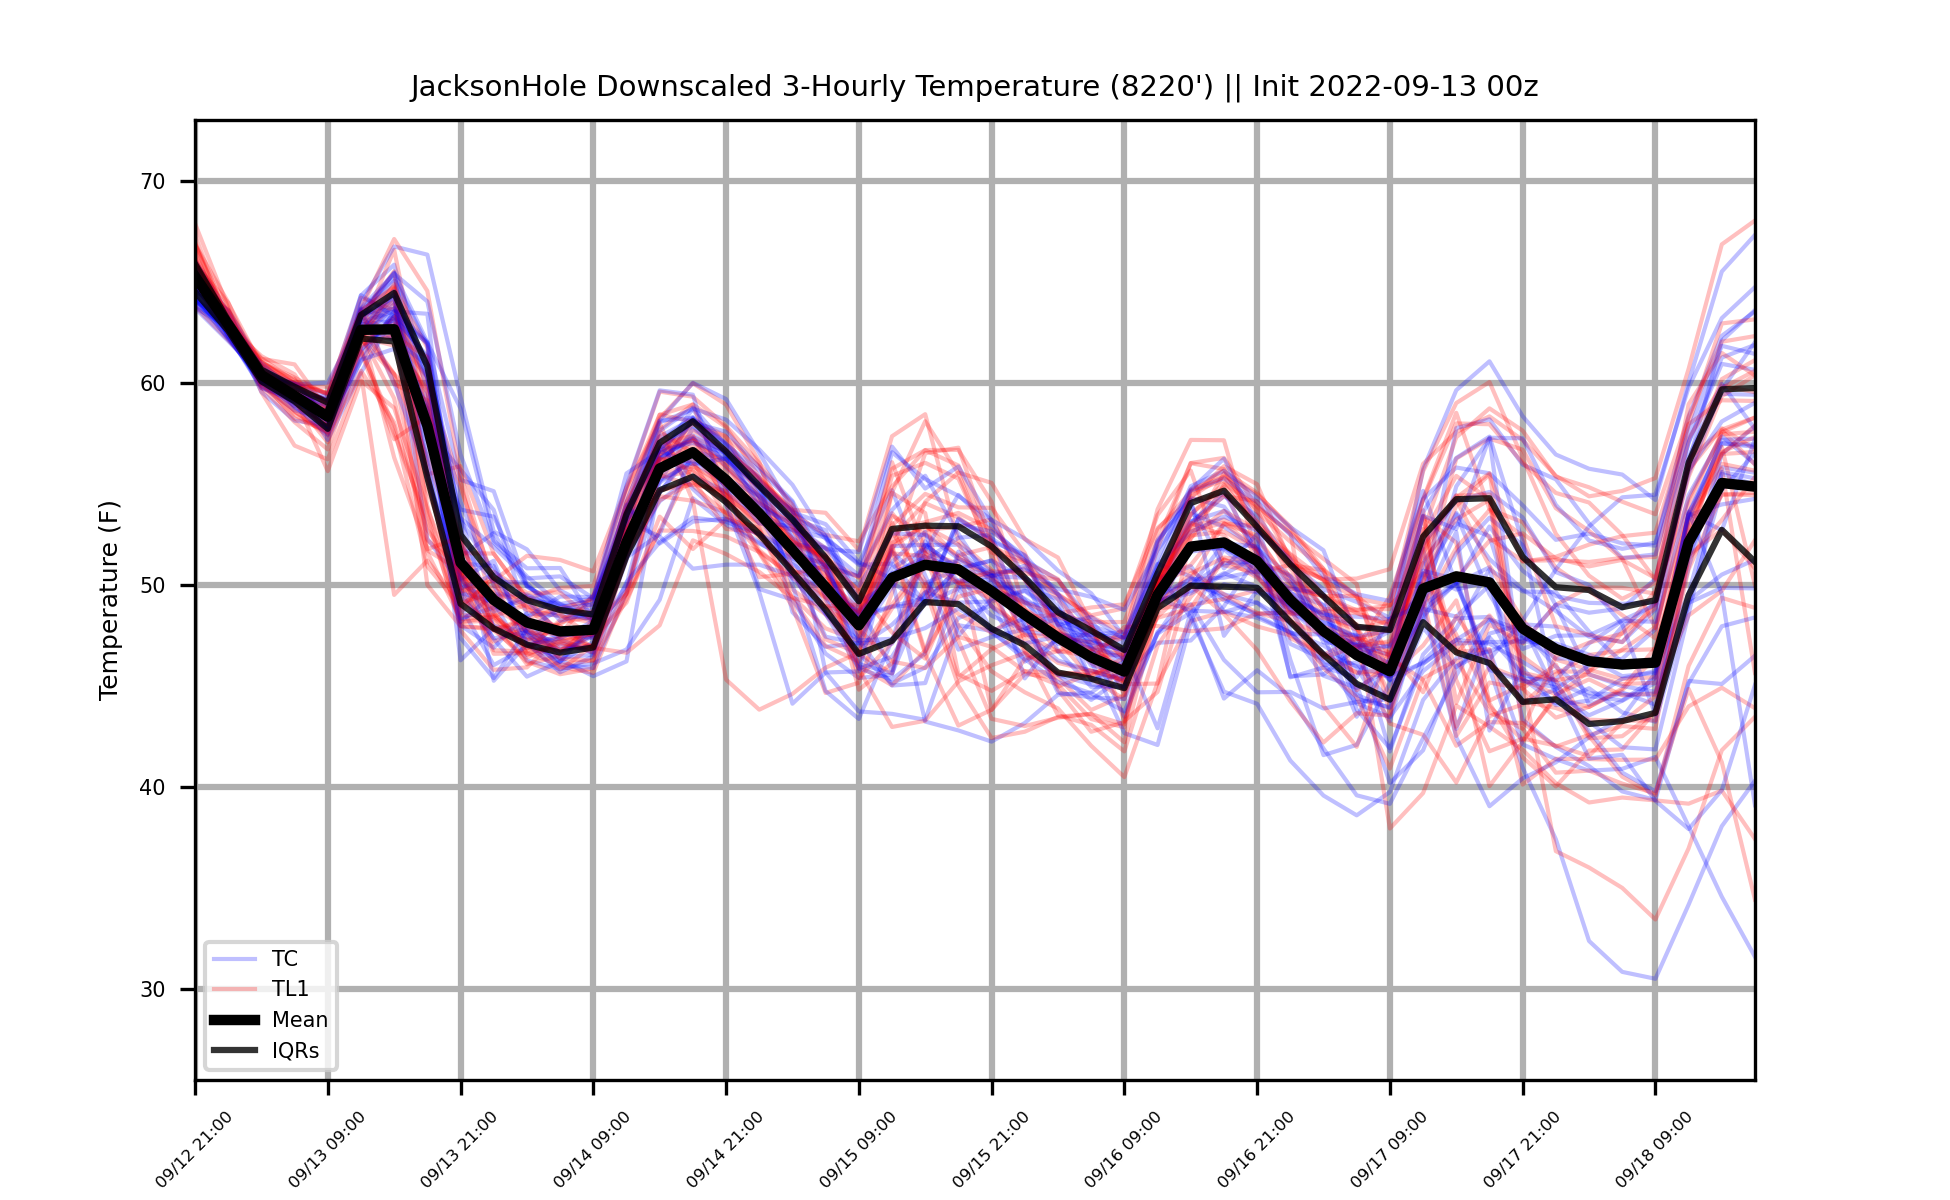 JacksonHole Downscaled 3-Hourly Temperature (8220') || Init 2022-09-13 00z
Temperature (F)
70
60
50
40
30
TC
TL1
Mean
IQRs
09/12 21:00
09/13 09:00
09/13 21:00
09/14 09:00
09/14 21:00
09/15 09:00
09/15 21:00
09/16 09:00
09/16 21:00
09/17 09:00
09/17 21:00
09/18 09:00